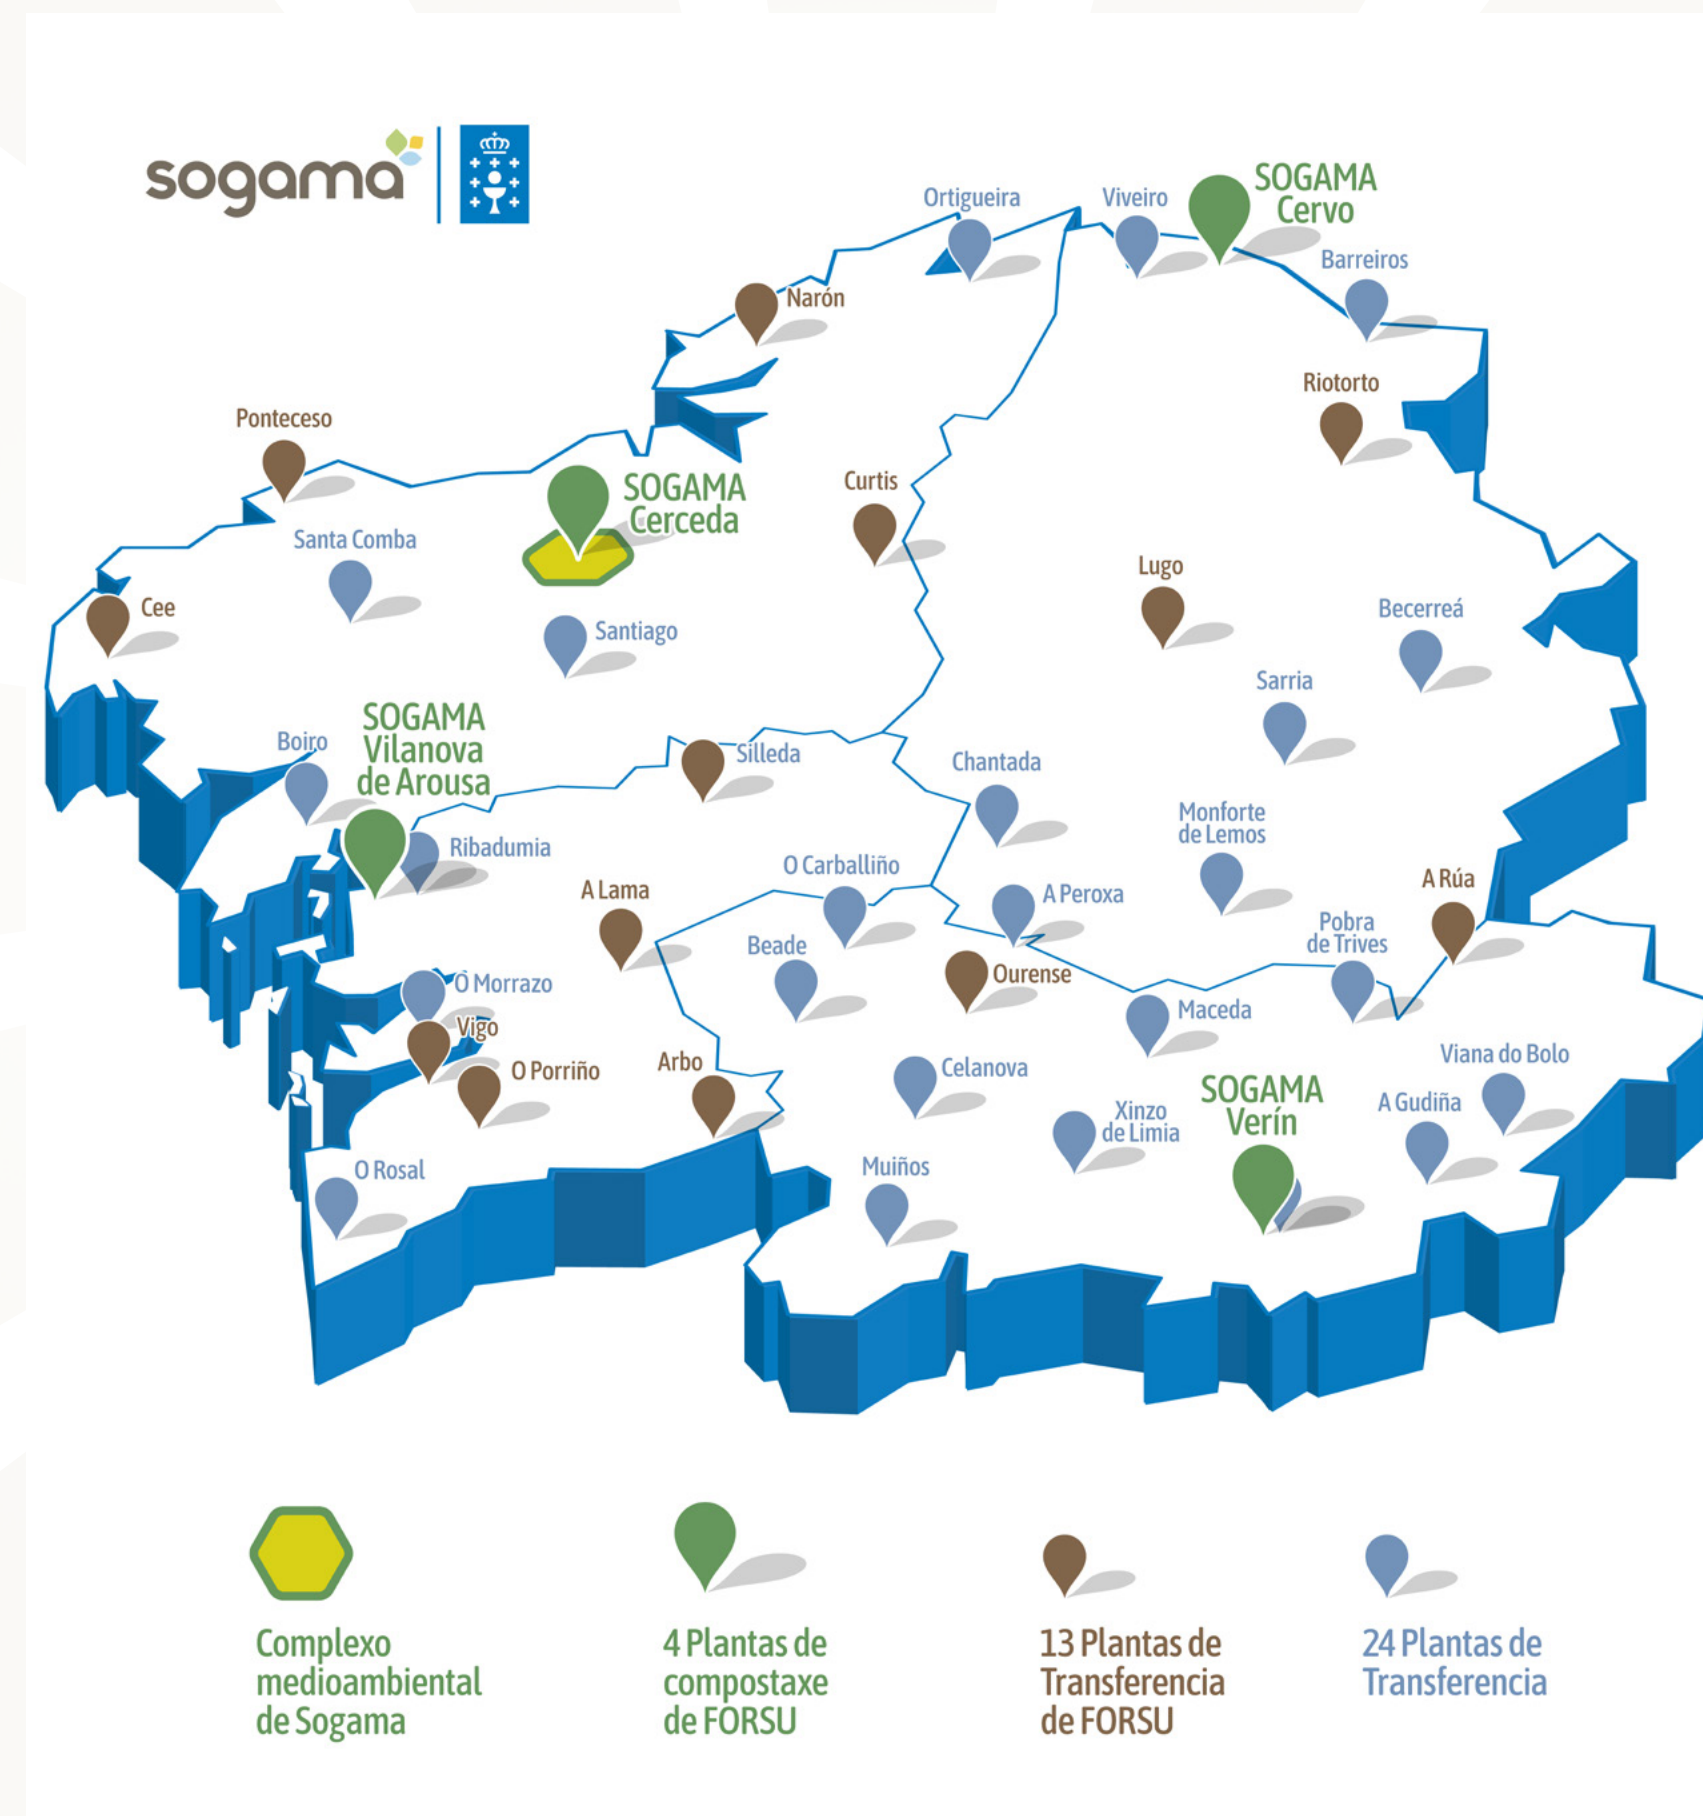 sogama
Ortigueira
Viveiro
SOGAMA
Cervo
Barreiros
Narón
Riotorto
Ponteceso
Curtis
SOGAMA
Cerceda
Santa Comba
Lugo
Cee
Becerreá
Santiago
Sarria
SOGAMA
Vilanova
de Arousa
Boiro
Silleda
Chantada
Monforte
de Lemos
Ribadumia
O Carballiño
A Lama
A Peroxa
A Rúa
Pobra
de Trives
Beade
Ourense
O Morrazo
Maceda
Vigo
Viana do Bolo
Arbo
O Porriño
Celanova
SOGAMA
Verín
A Gudiña
Xinzo
de Limia
Muiños
O Rosal
Complexo
medioambiental
de Sogama
4 Plantas de
compostaxe
de FORSU
13 Plantas de
Transferencia
de FORSU
24 Plantas de
Transferencia